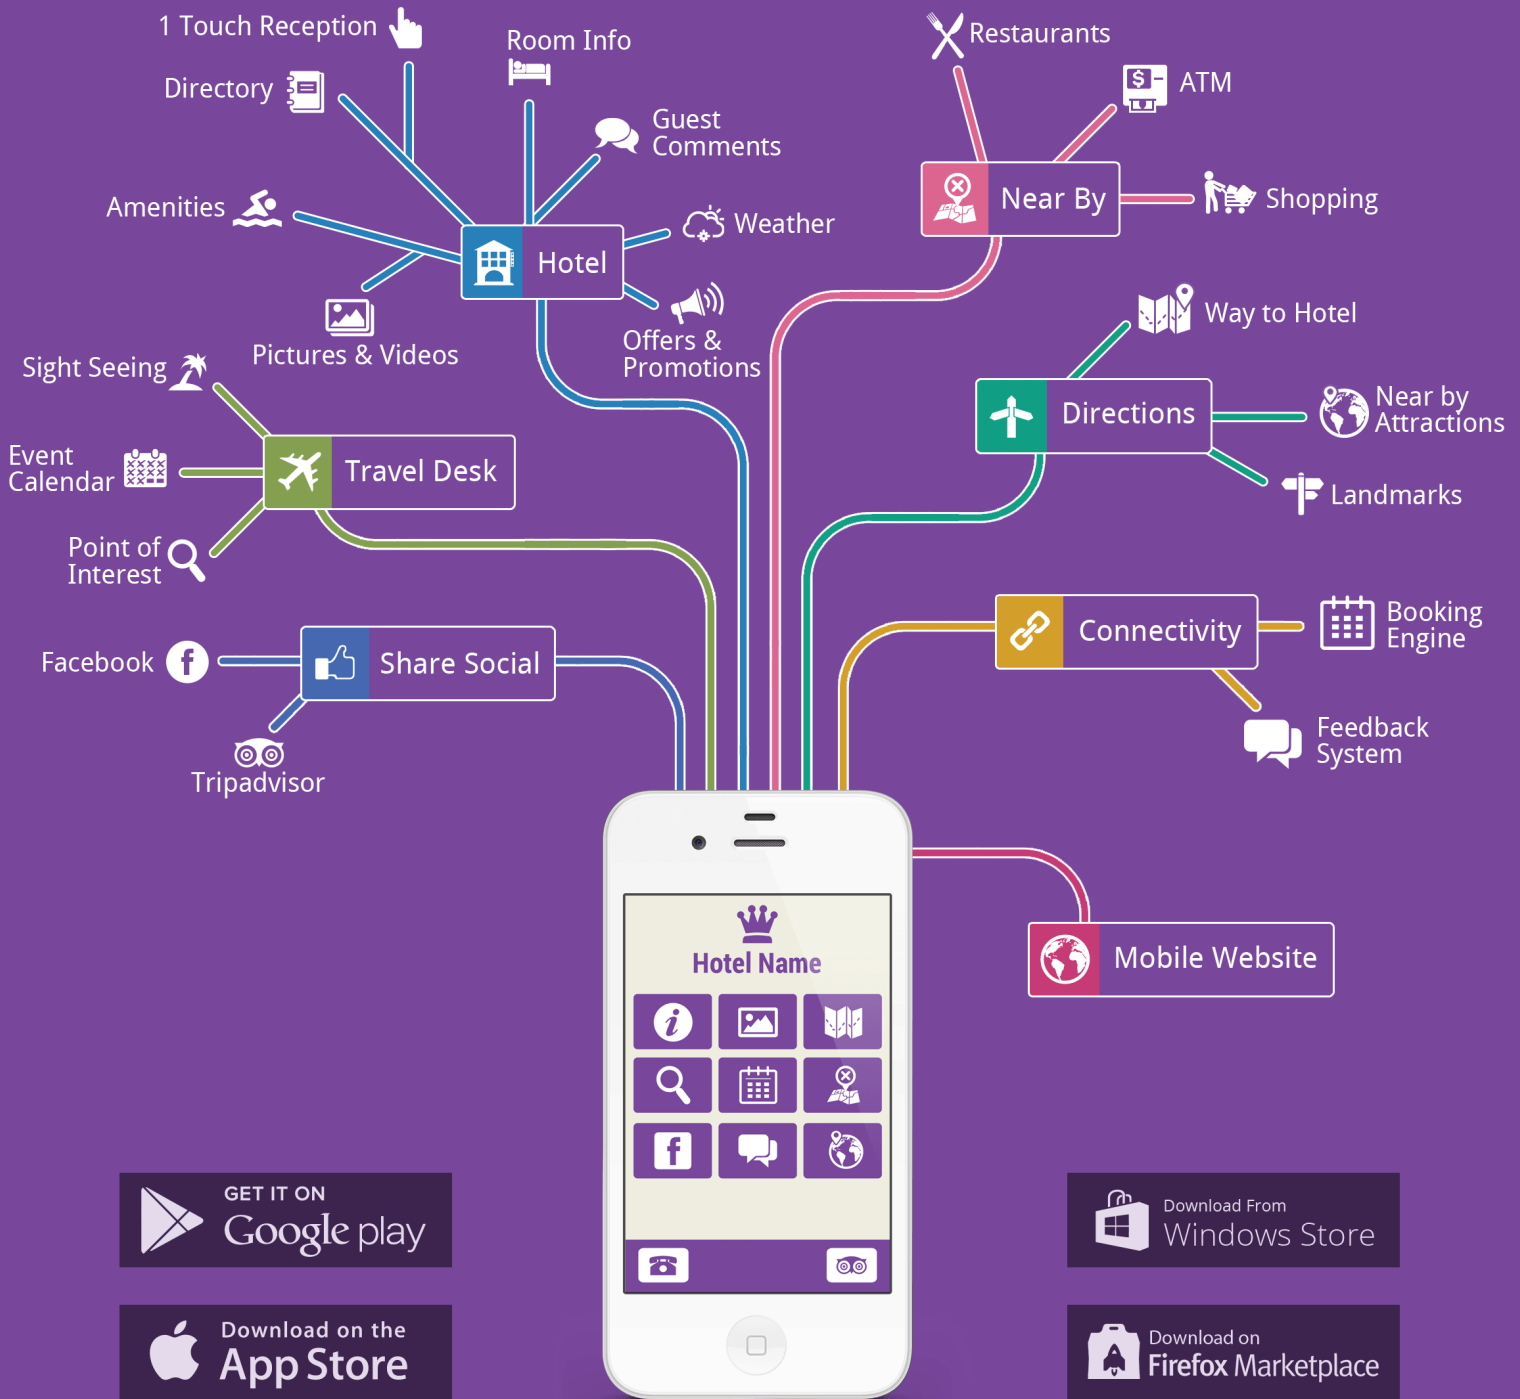 1 Touch Reception
Directory
Room Info
Guest
Comments
Amenities
Weather
Hotel
Pictures & Videos
Offers &
Promotions
Restaurants
ATM
Near By
Shopping
Way to Hotel
Directions
Near by
Attractions
Landmarks
Sight Seeing
Event
Calendar
Travel Desk
Point of
Interest
Facebook
Share Social
Tripadvisor
Connectivity
Booking
Engine
Feedback
System
Mobile Website
Hotel Name
GET IT ON
Google play
Download on the
App Store
Download From
Windows Store
Download on
Firefox Marketplace